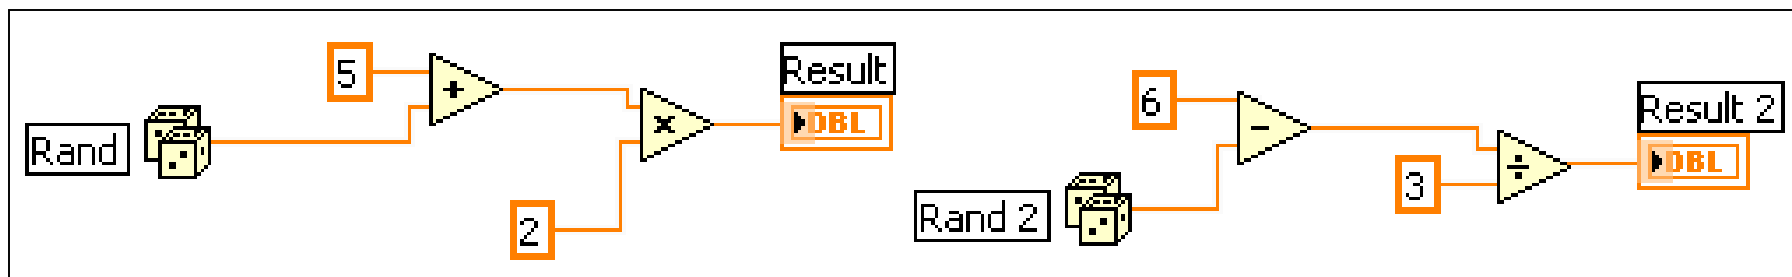 5
+
Rand
×
2
Result
DBL
6
-
Rand 2
3
÷
Result 2
DBL